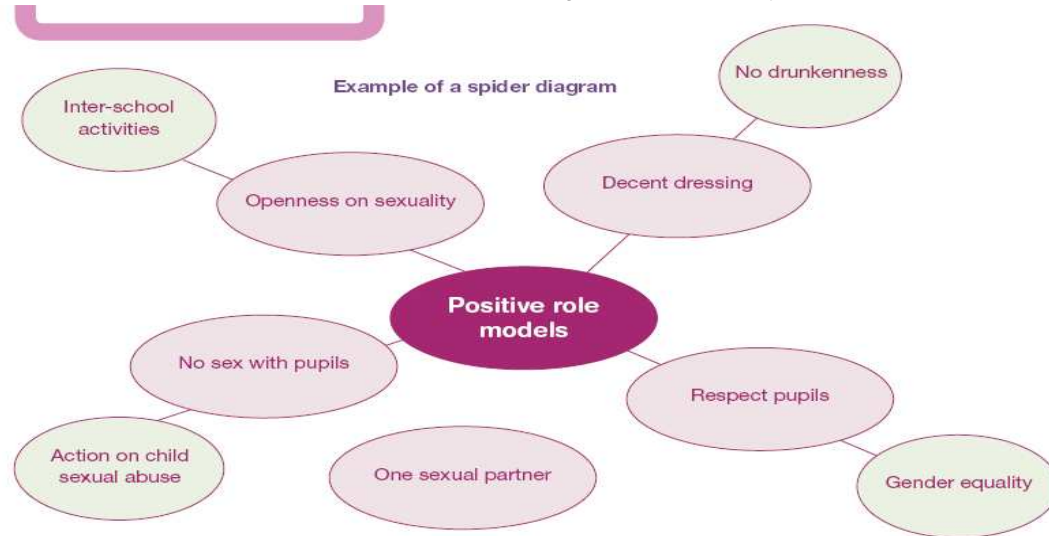 Example of a spider diagram
No drunkenness
Inter-school
activities
Decent dressing
Openness on sexuality
Positive role
models
No sex with pupils
Respect pupils
Action on child
sexual abuse
One sexual partner
Gender equality